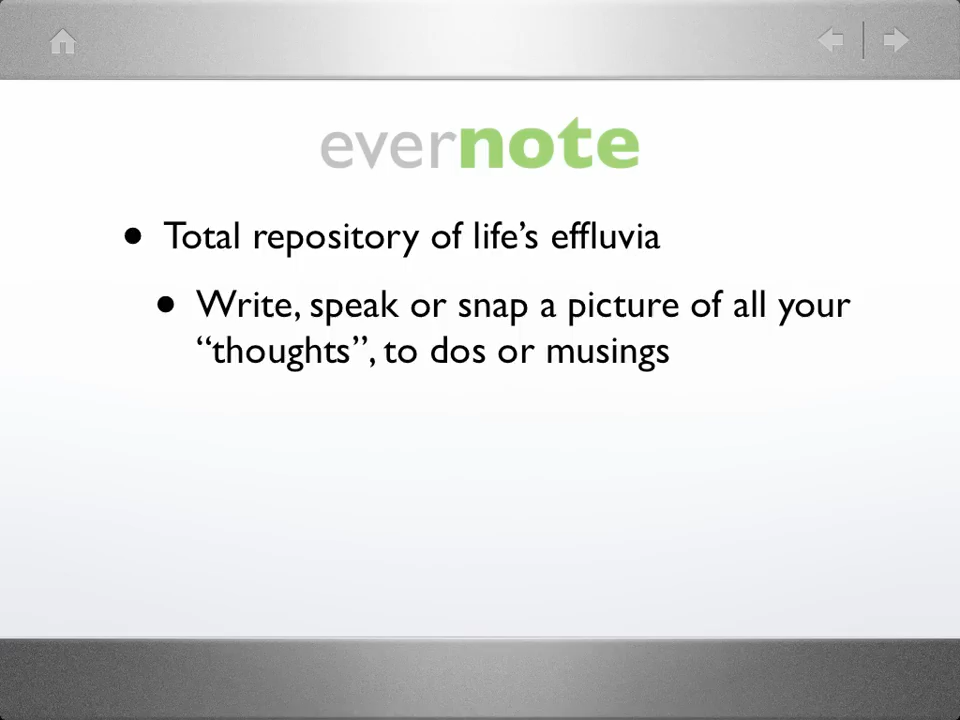 evernote
• Total repository of life’s effluvia
• Write, speak or snap a picture of all your
“thoughts”, to dos or musings